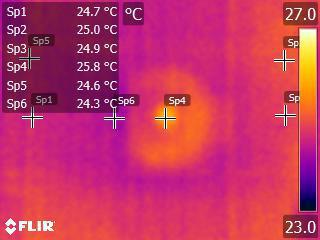 Sp1 24.7 °C °C 27.0
Sp2 25.0 °C
Sp3 24.9 °C
Sp4 25.8 °C
Sp5 24.6 °C
Sp6 24.3 °C
Sp5
Sp1 Sp6 Sp4
FLIR 23.0